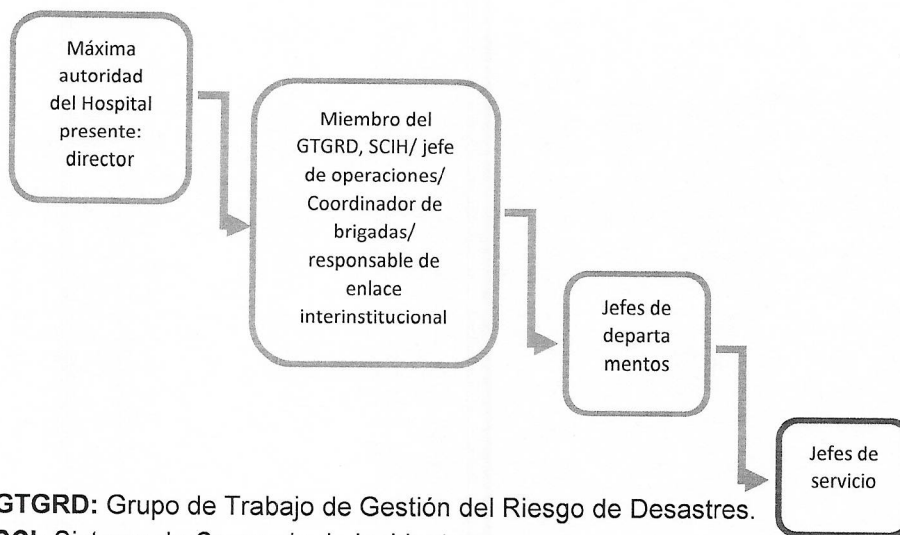 Máxima
autoridad
del Hospital
presente:
director
Miembro del
GTGRD, SCIH/ jefe
de operaciones/
Coordinador de
brigadas/
responsable de
enlace
interinstitucional
Jefes de
departa
mentos
Jefes de
servicio
GTGRD: Grupo de Trabajo de Gestión del Riesgo de Desastres.